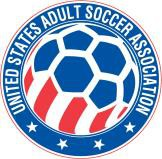 UNITED STATES ADULT SOCCER ASSOCIATION